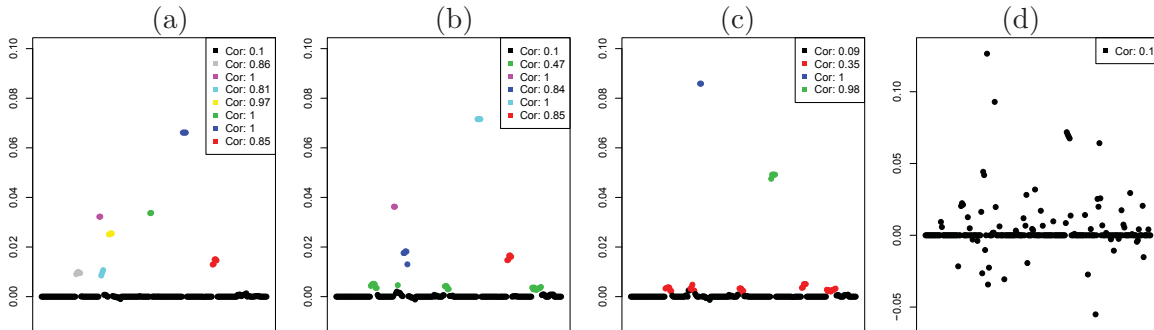 (a) (b) (c) (d)
0.10
0.08
0.06
0.04
0.02
0.00
Cor: 0.1
Cor: 0.86
Cor: 1
Cor: 0.81
Cor: 0.97
Cor: 1
Cor: 1
Cor: 0.85
0.10
0.08
0.06
0.04
0.02
0.00
Cor: 0.1
Cor: 0.47
Cor: 1
Cor: 0.84
Cor: 1
Cor: 0.85
0.10
0.08
0.06
0.04
0.02
0.00
Cor: 0.09
Cor: 0.35
Cor: 1
Cor: 0.98
0.10
0.05
0.00
−0.05
Cor: 0.1